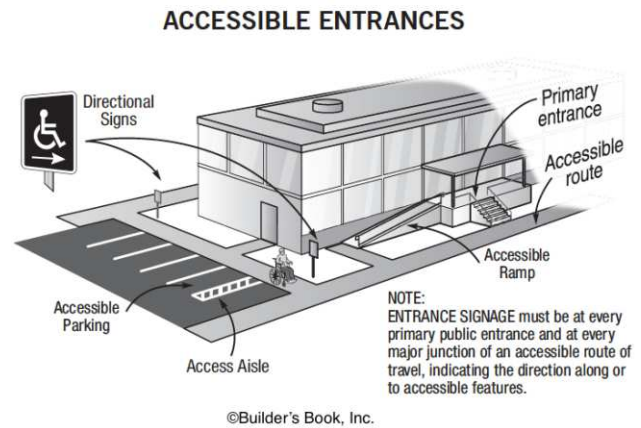 ACCESSIBLE ENTRANCES
Directional
Signs
Primary
entrance
Accessible
route
Accessible
Ramp
Accessible
Parking
Access Aisle
NOTE:
ENTRANCE SIGNAGE must be at every
primary public entrance and at every
major junction of an accessible route of
travel, indicating the direction along or
to accessible features.
©Builder's Book, Inc.